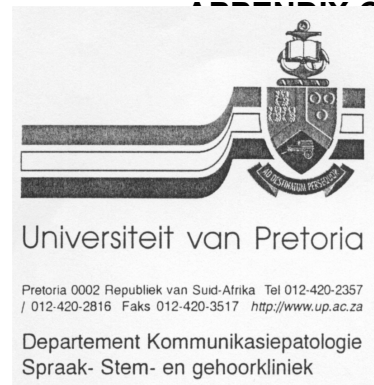 APPENDIX C
AD DESTINATUM PERSEQUOR
Universiteit van Pretoria
Pretoria 0002 Republiek van Suid-Afrika Tel 012-420-2357
/ 012-420-2816 Faks 012-420-3517 http://www.up.ac.za
Departement Kommunikasiepatologie
Spraak- Stem- en gehoorkliniek